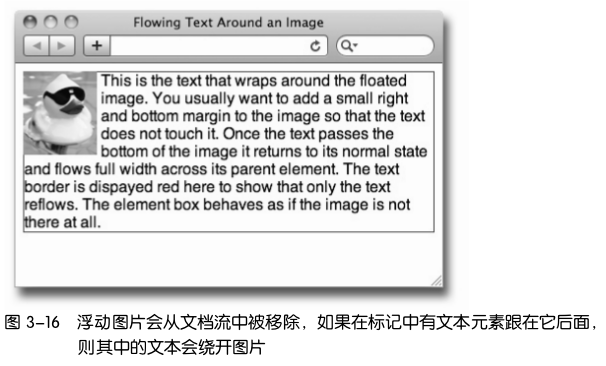 Flowing Text Around an Image
This is the text that wraps around the floated
image. You usually want to add a small right
and bottom margin to the image so that the text
does not touch it. Once the text passes the
bottom of the image it returns to its normal state
and flows full width across its parent element. The text
border is dispayed red here to show that only the text
reflows. The element box behaves as if the image is not
there at all.
图 3-16 浮动图片会从文档流中被移除，如果在标记中有文本元素跟在它后面，
则其中的文本会绕开图片